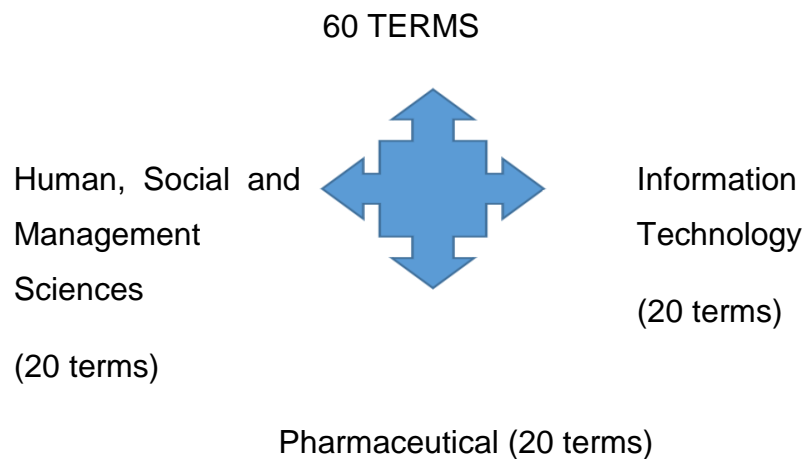 60 TERMS
Human, Social and
Management
Sciences
(20 terms)
Information
Technology
(20 terms)
Pharmaceutical (20 terms)